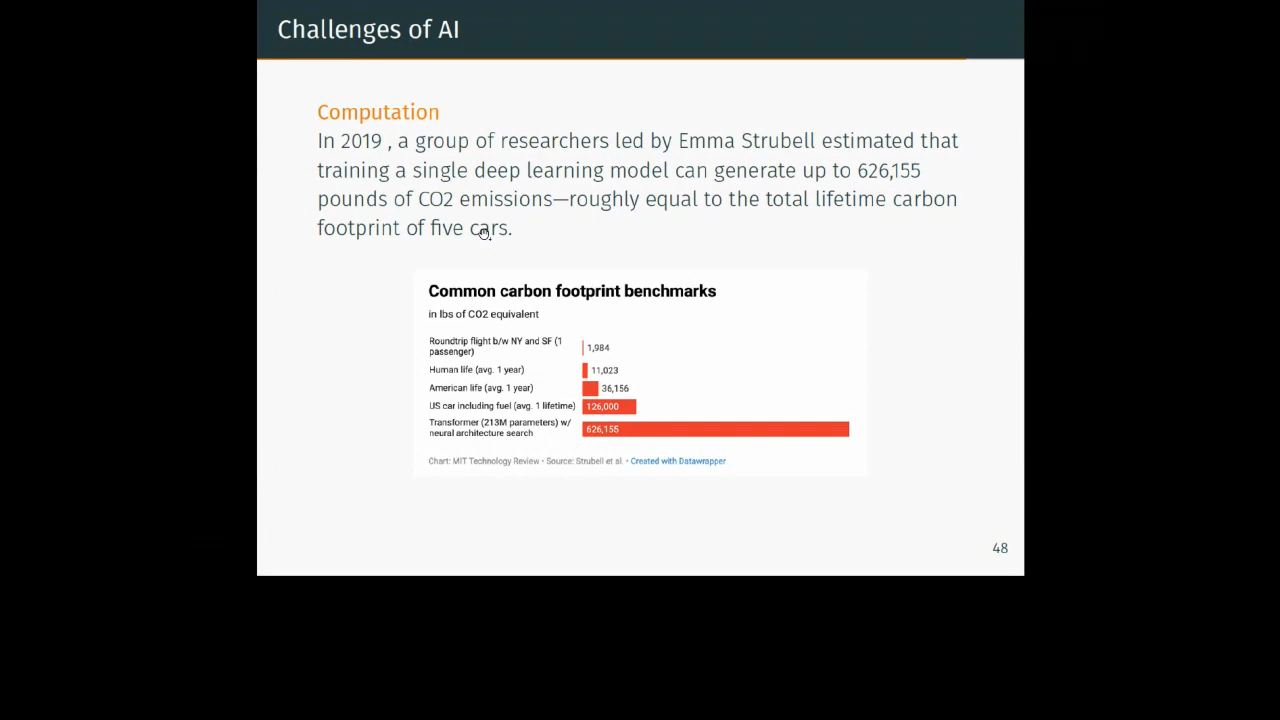 Challenges of AI
Computation
In 2019 , a group of researchers led by Emma Strubell estimated that
training a single deep learning model can generate up to 626,155
pounds of CO2 emissions—roughly equal to the total lifetime carbon
footprint of five cars.
Common carbon footprint benchmarks
in lbs of CO2 equivalent
Roundtrip flight b/w NY and SF (1
passenger)
1,984
Human life (avg. 1 year)
11,023
American life (avg. 1 year)
36,156
US car including fuel (avg. 1 lifetime)
126,000
Transformer (213M parameters) w/
neural architecture search
626,155
Chart: MIT Technology Review • Source: Strubell et al. • Created with Datawrapper
48